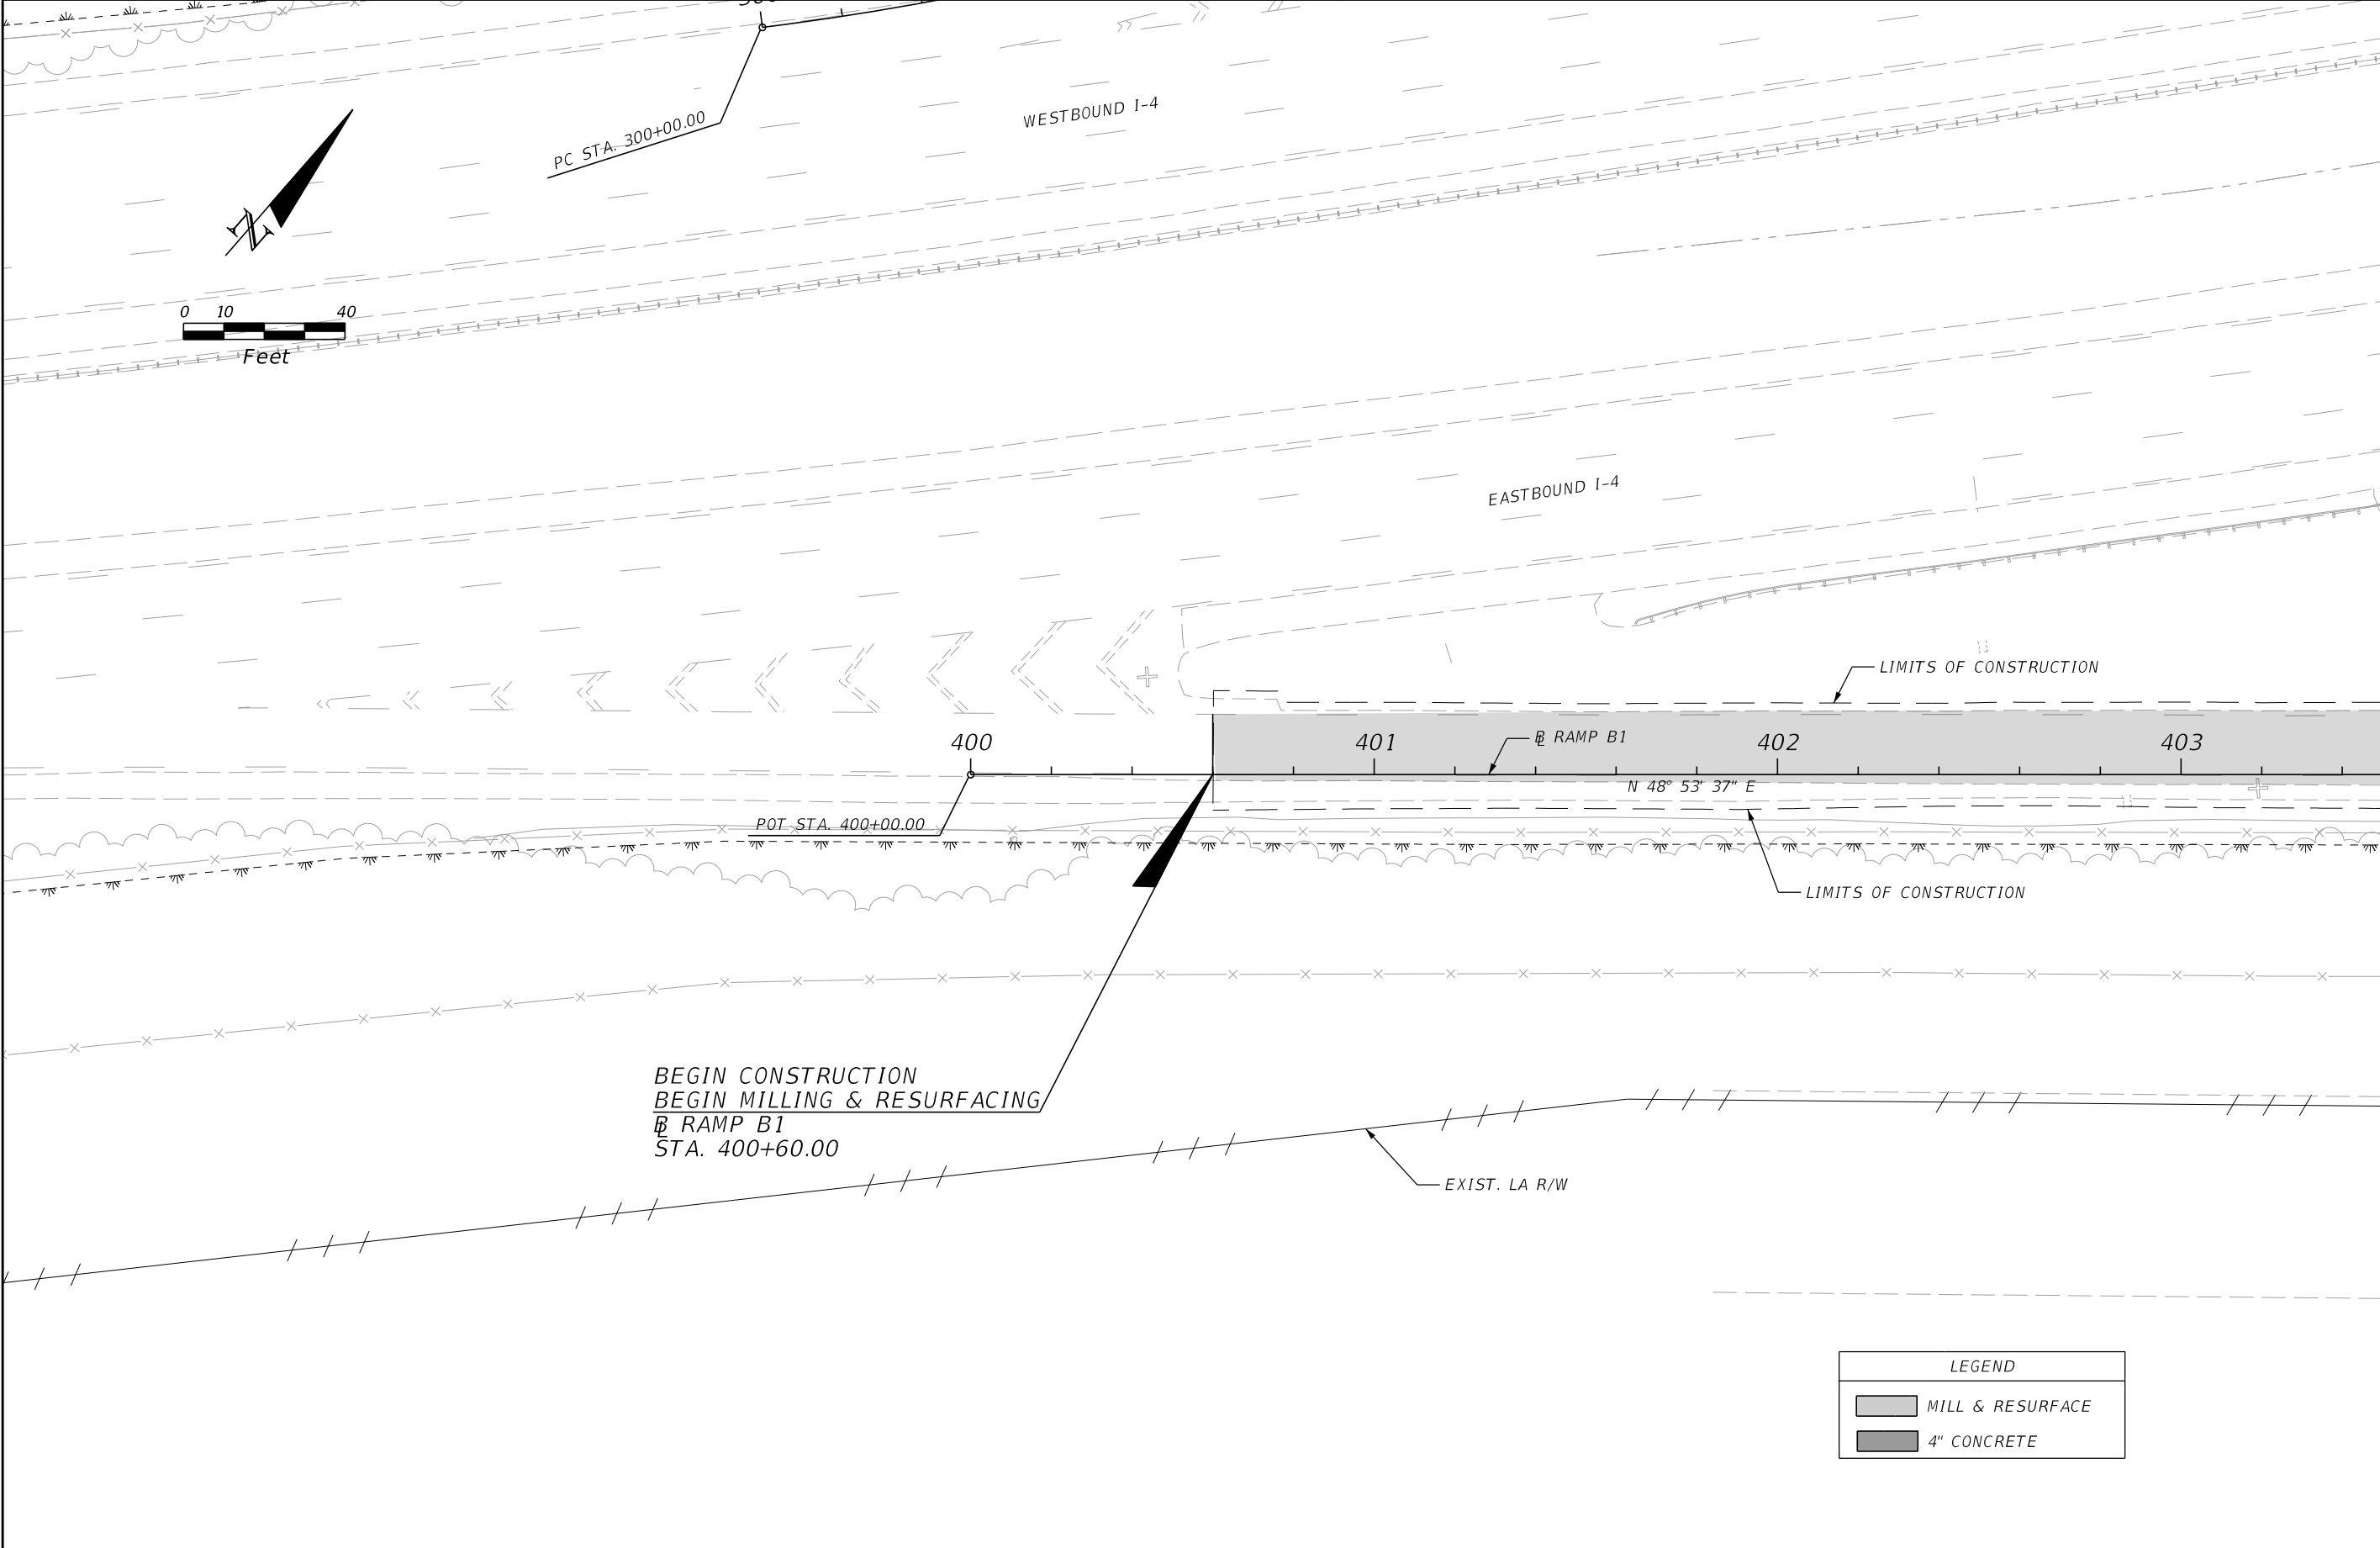 PC STA. 300+00.00
WESTBOUND I-4
N
0 10 40
Feet
EASTBOUND I-4
LIMITS OF CONSTRUCTION
400 401 402 403
BL RAMP B1
N 48° 53' 37" E
POT STA. 400+00.00
LIMITS OF CONSTRUCTION
BEGIN CONSTRUCTION
BEGIN MILLING & RESURFACING
BL RAMP B1
STA. 400+60.00
EXIST. LA R/W
LEGEND
MILL & RESURFACE
4" CONCRETE